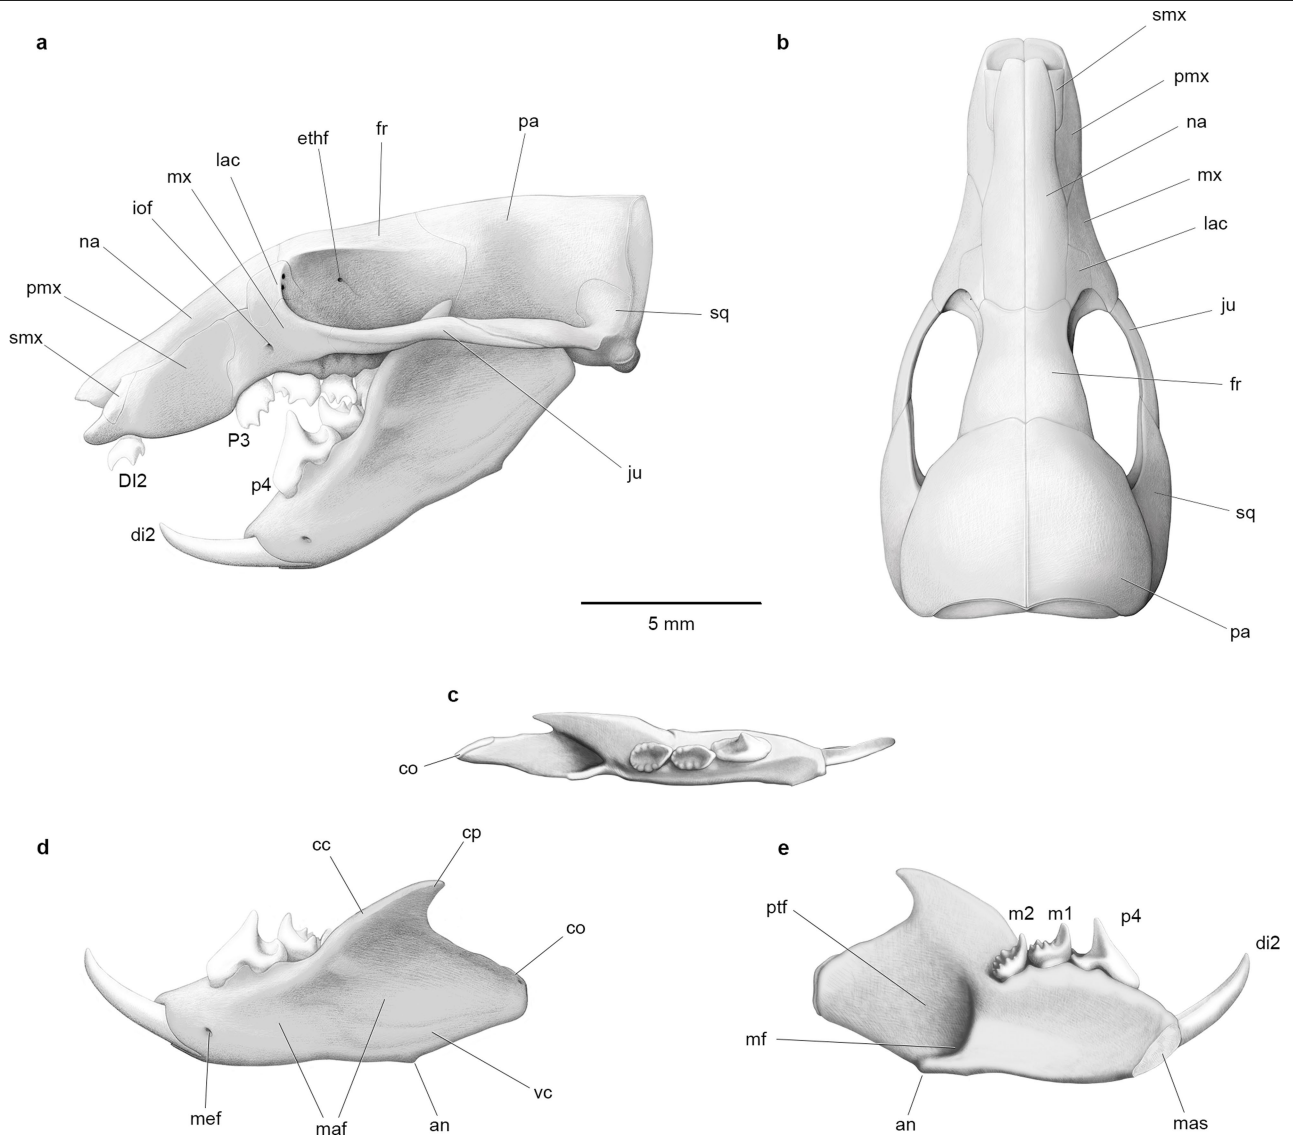 a
ethf
fr
pa
lac
mx
iof
na
pmx
smx
sq
P3
DI2
p4
ju
di2
5 mm
b
smx
pmx
na
mx
lac
ju
fr
sq
pa
c
co
d
cc
cp
co
mef
maf
an
vc
e
ptf
m2
m1
p4
di2
mf
an
mas